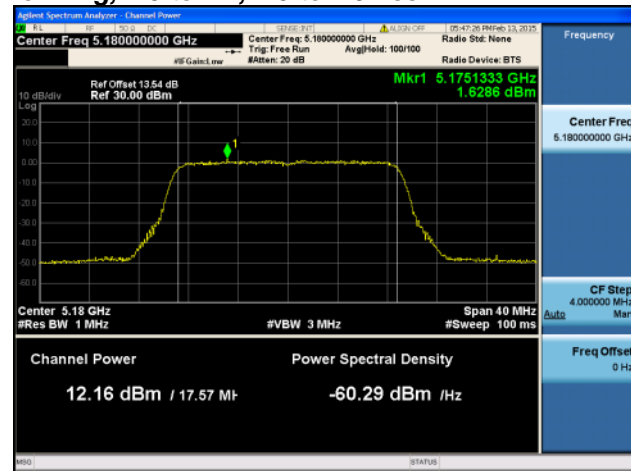 Agilent Spectrum Analyzer - Channel Power
RL RF 50 Ω DC SENSE:INT ALIGN OFF 05:47:26 PM Feb 13, 2015
Center Freq 5.180000000 GHz
Center Freq: 5.180000000 GHz
Radio Std: None
Trig: Free Run Avg|Hold: 100/100
#IFGain:Low #Atten: 20 dB Radio Device: BTS
Frequency
Mkr1 5.1751333 GHz
1.6286 dBm
Ref Offset 13.54 dB
10 dB/div Ref 30.00 dBm
Log
20.0
10.0
0.00
-10.0
-20.0
-30.0
-40.0
-50.0
-60.0
1
Center 5.18 GHz Span 40 MHz
#Res BW 1 MHz #VBW 3 MHz #Sweep 100 ms
Channel Power Power Spectral Density
12.16 dBm / 17.57 MH -60.29 dBm /Hz
Center Freq
5.180000000 GHz
CF Step
4.000000 MHz
Auto Man
Freq Offset
0 Hz
MSG STATUS